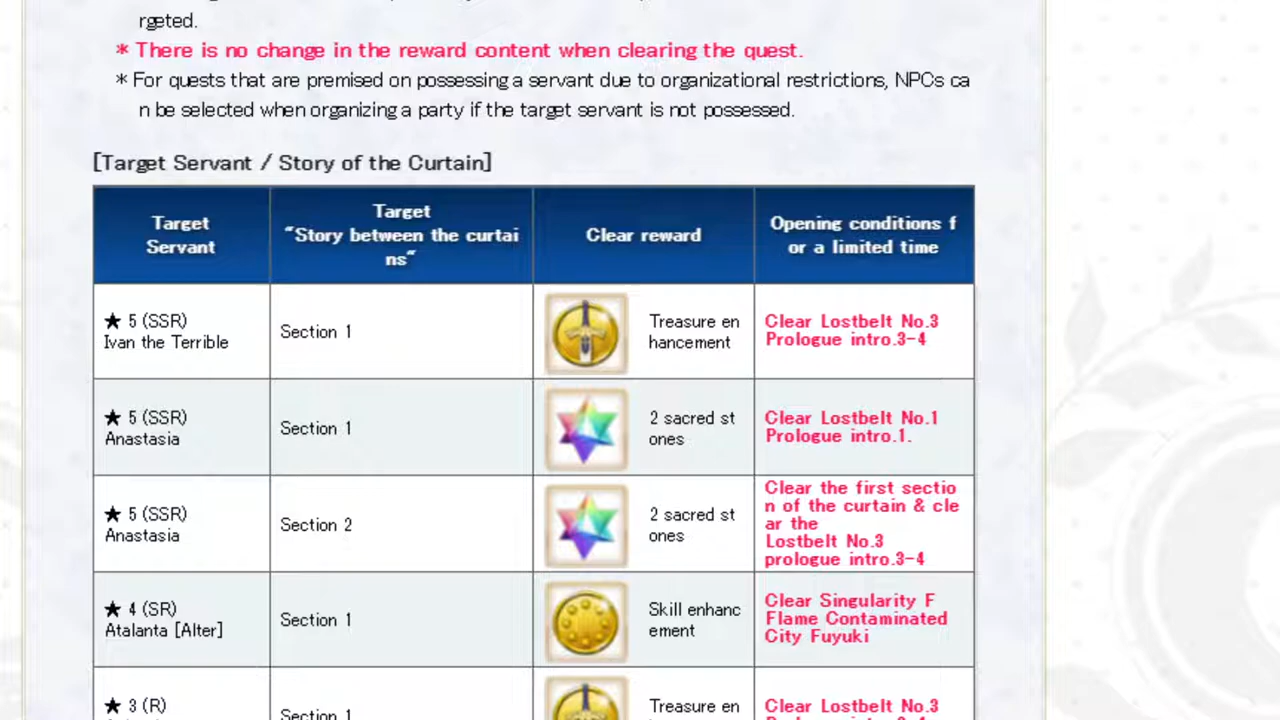 rgeted.
* There is no change in the reward content when clearing the quest.
* For quests that are premised on possessing a servant due to organizational restrictions, NPCs ca
n be selected when organizing a party if the target servant is not possessed.
[Target Servant / Story of the Curtain]
Target
Servant
Target
"Story between the curtai
ns"
Clear reward
Opening conditions f
or a limited time
★ 5 (SSR)
Ivan the Terrible
Section 1
Treasure en
hancement
Clear Lostbelt No.3
Prologue intro.3-4
★ 5 (SSR)
Anastasia
Section 1
2 sacred st
ones
Clear Lostbelt No.1
Prologue intro.1.
★ 5 (SSR)
Anastasia
Section 2
2 sacred st
ones
Clear the first sectio
n of the curtain & cle
ar the
Lostbelt No.3
prologue intro.3-4
★ 4 (SR)
Atalanta [Alter]
Section 1
Skill enhanc
ement
Clear Singularity F
Flame Contaminated
City Fuyuki
★ 3 (R)
Section 1
Treasure en
Clear Lostbelt No.3